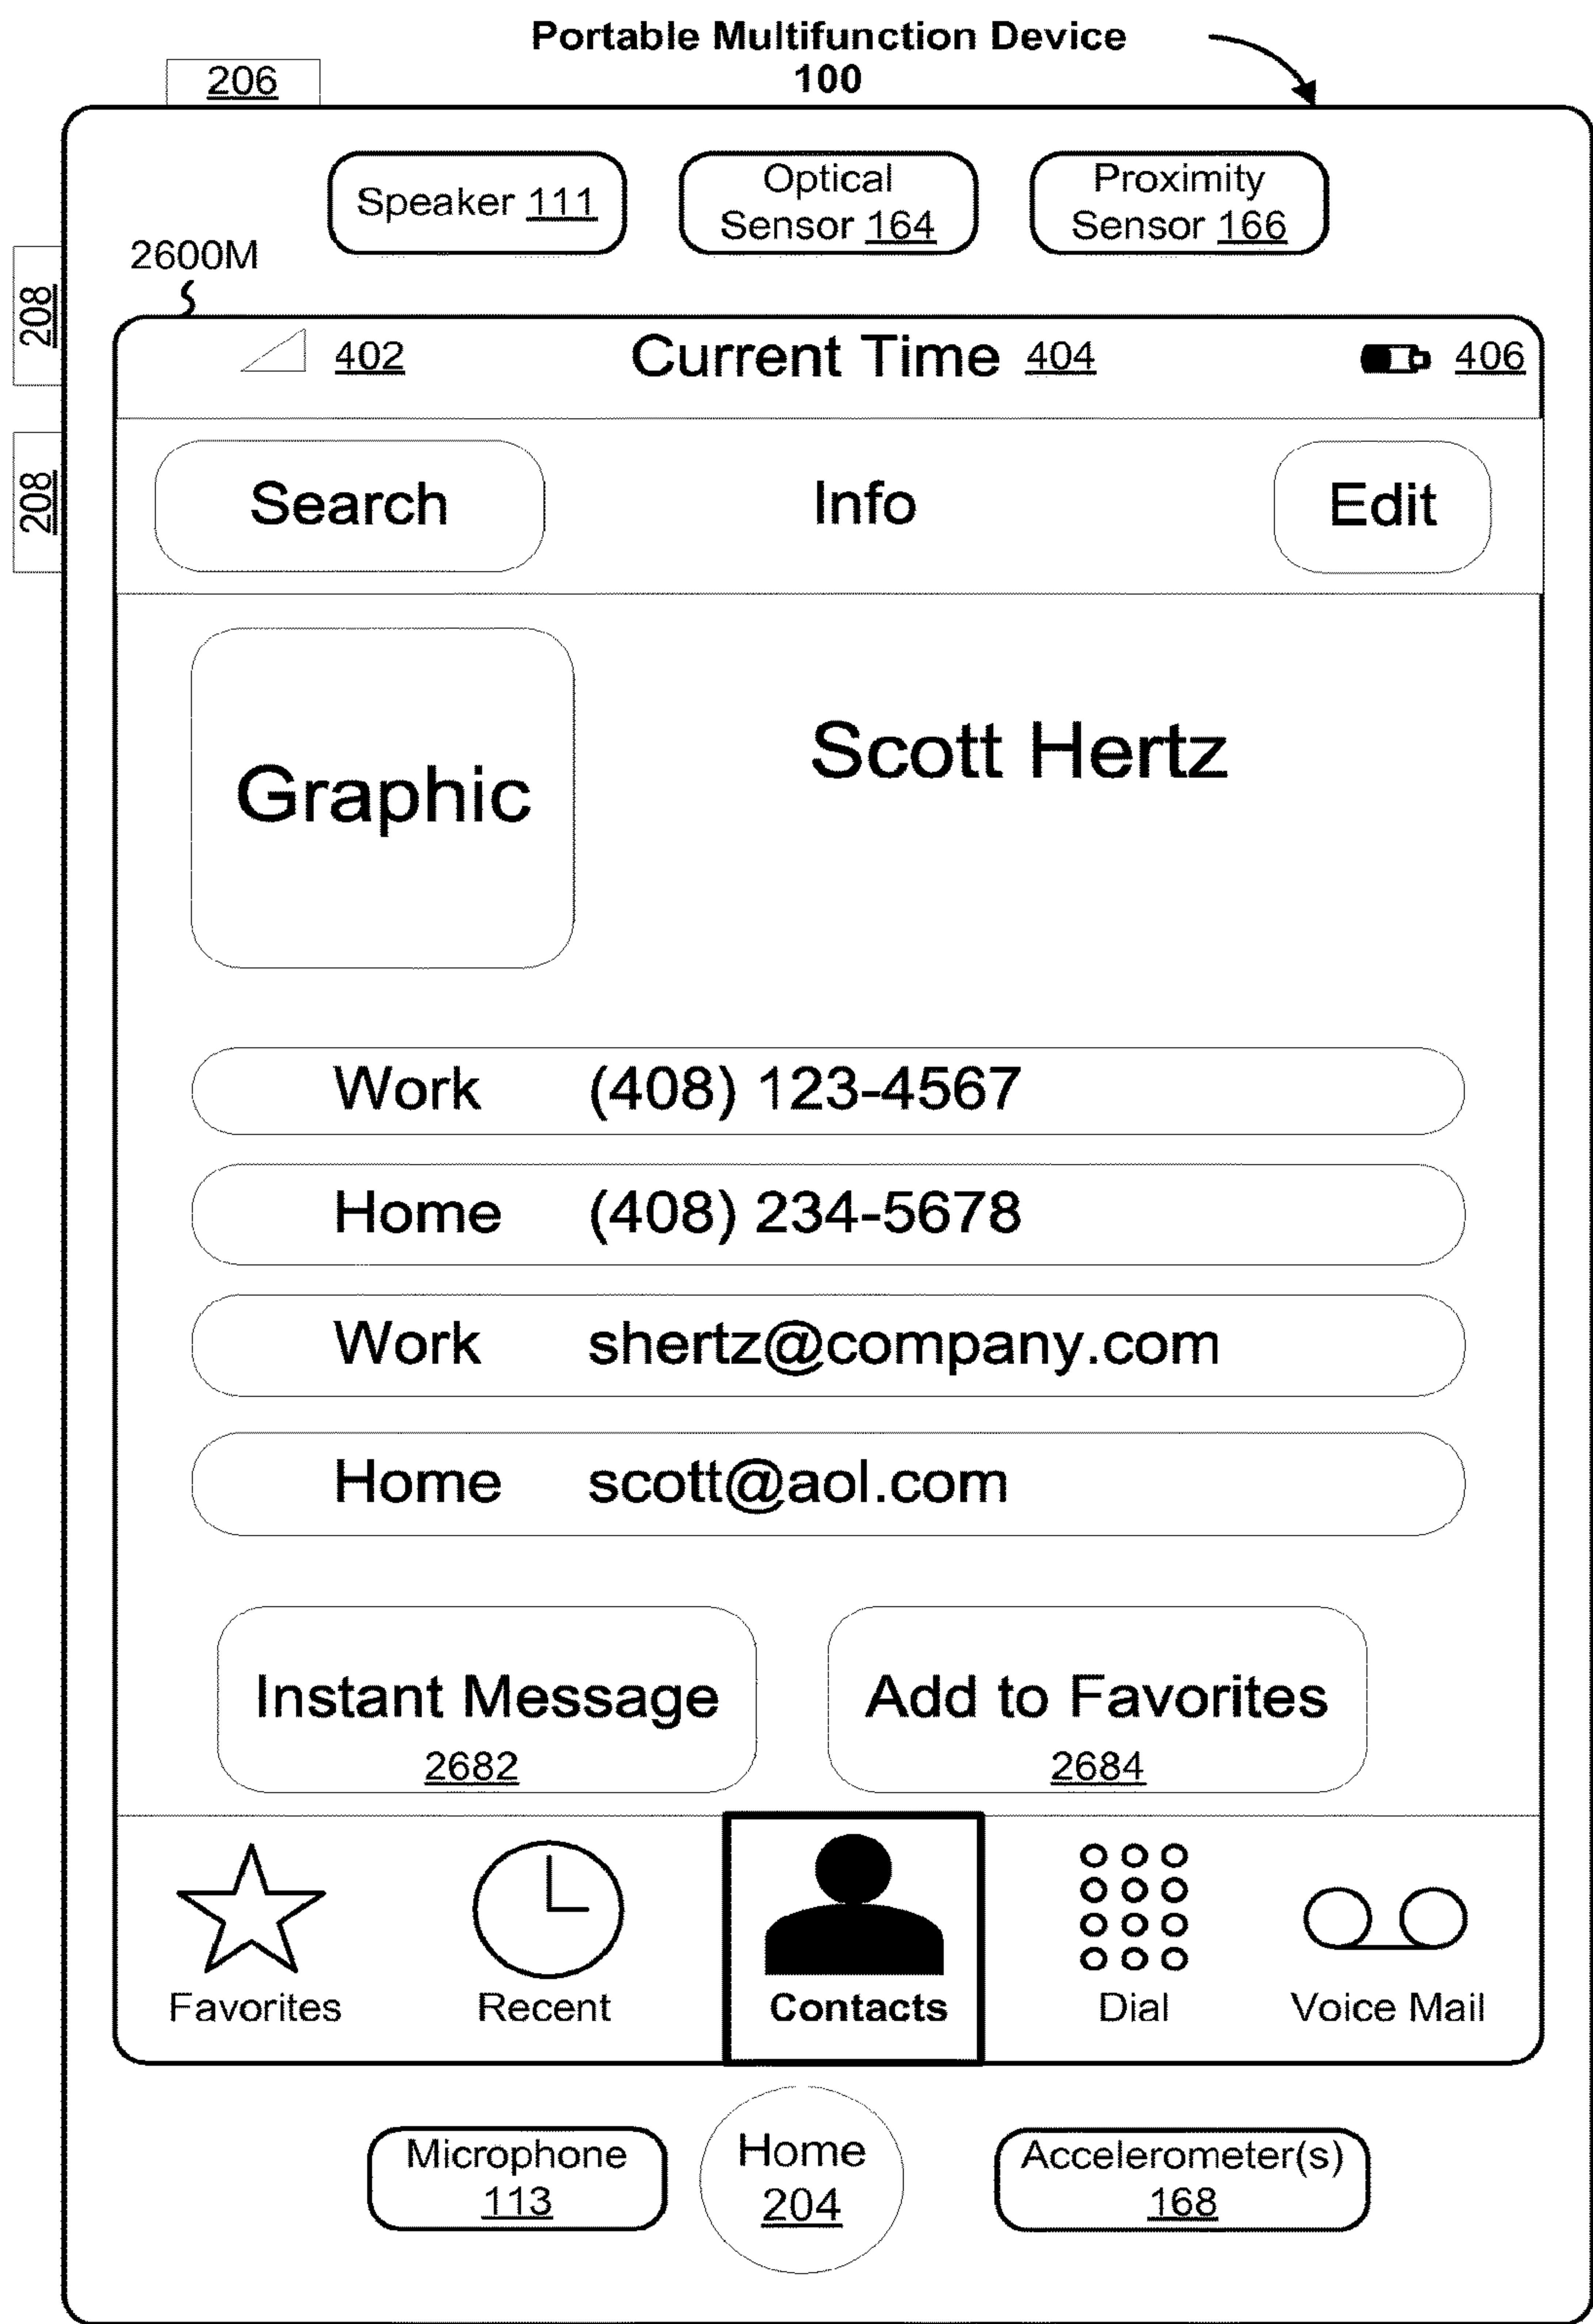 Portable Multifunction Device
100
206
Speaker 111
Optical
Sensor 164
Proximity
Sensor 166
2600M
208
402
Current Time 404
406
208
Search
Info
Edit
Graphic
Scott Hertz
Work (408) 123-4567
Home (408) 234-5678
Work shertz@company.com
Home scott@aol.com
Instant Message
2682
Add to Favorites
2684
Favorites
Recent
Contacts
Dial
Voice Mail
Microphone
113
Home
204
Accelerometer(s)
168